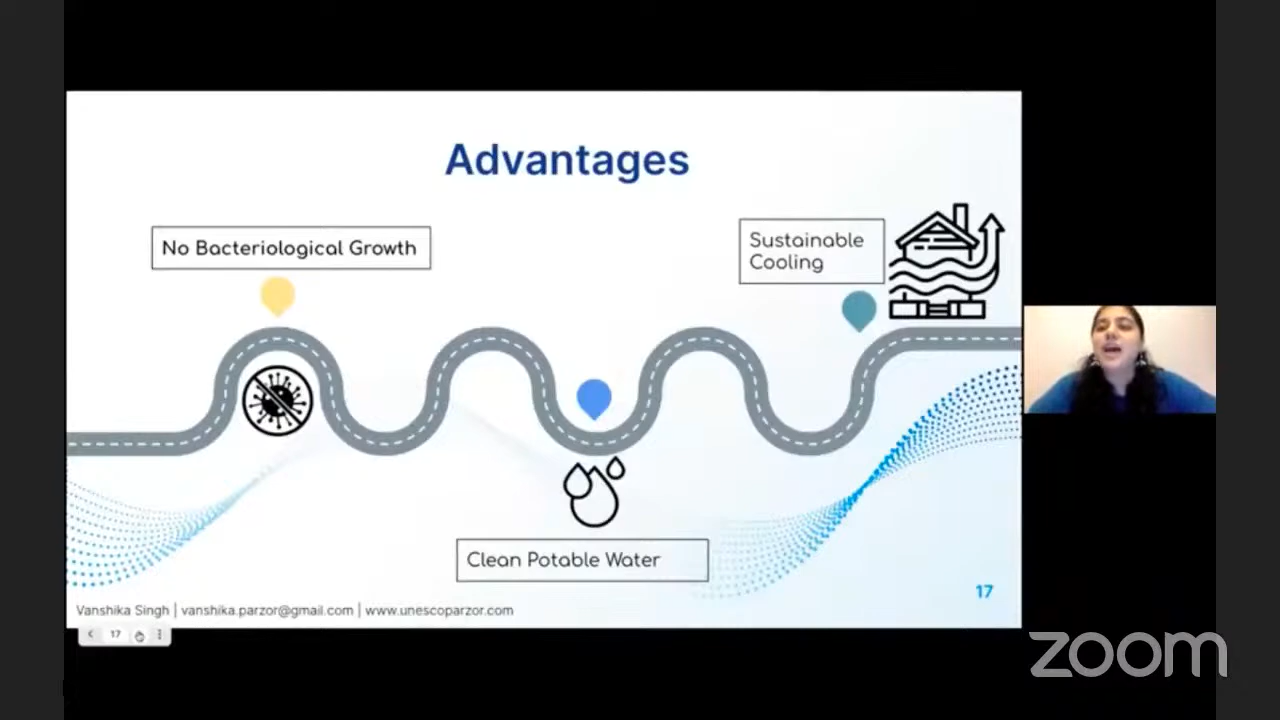 Advantages
No Bacteriological Growth
Sustainable
Cooling
Clean Potable Water
17
Vanshika Singh | vanshika.parzor@gmail.com | www.unescoparzor.com
17
zoom